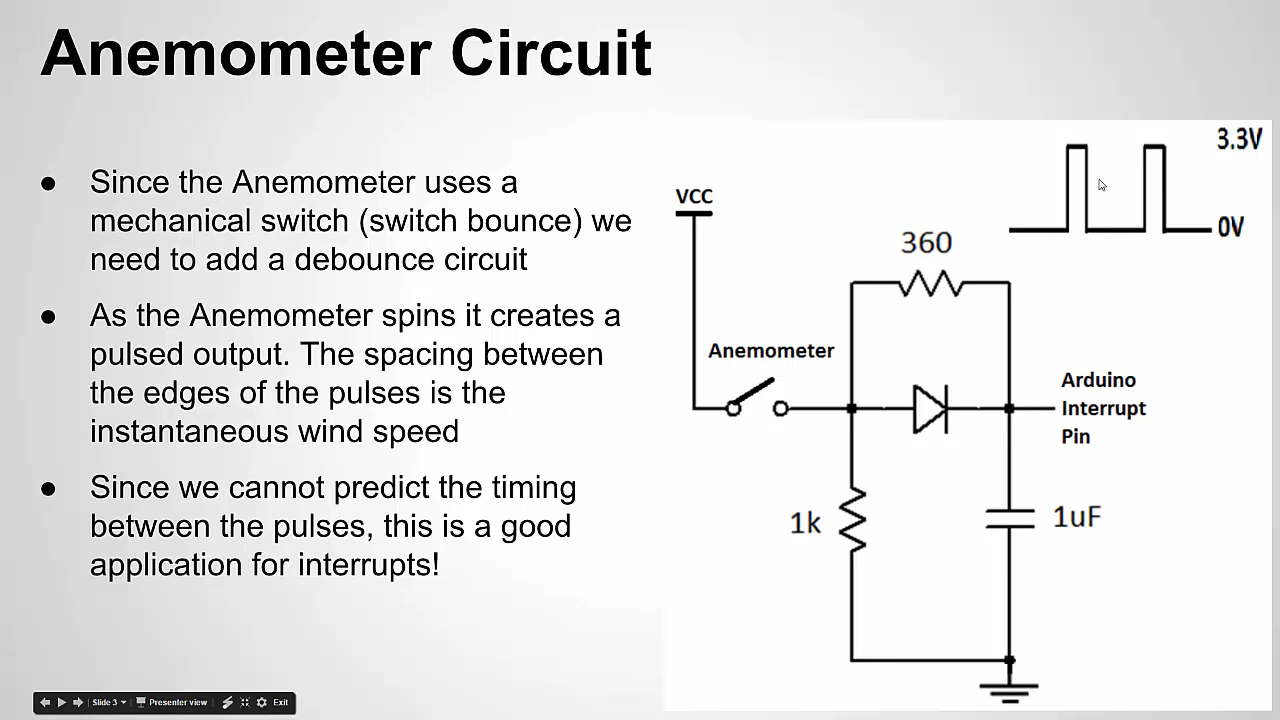 Anemometer Circuit
● Since the Anemometer uses a
mechanical switch (switch bounce) we
need to add a debounce circuit
● As the Anemometer spins it creates a
pulsed output. The spacing between
the edges of the pulses is the
instantaneous wind speed
● Since we cannot predict the timing
between the pulses, this is a good
application for interrupts!
3.3V
0V
VCC
360
Anemometer
Arduino
Interrupt
Pin
1k
1uF
Slide 3
Presenter view
Exit